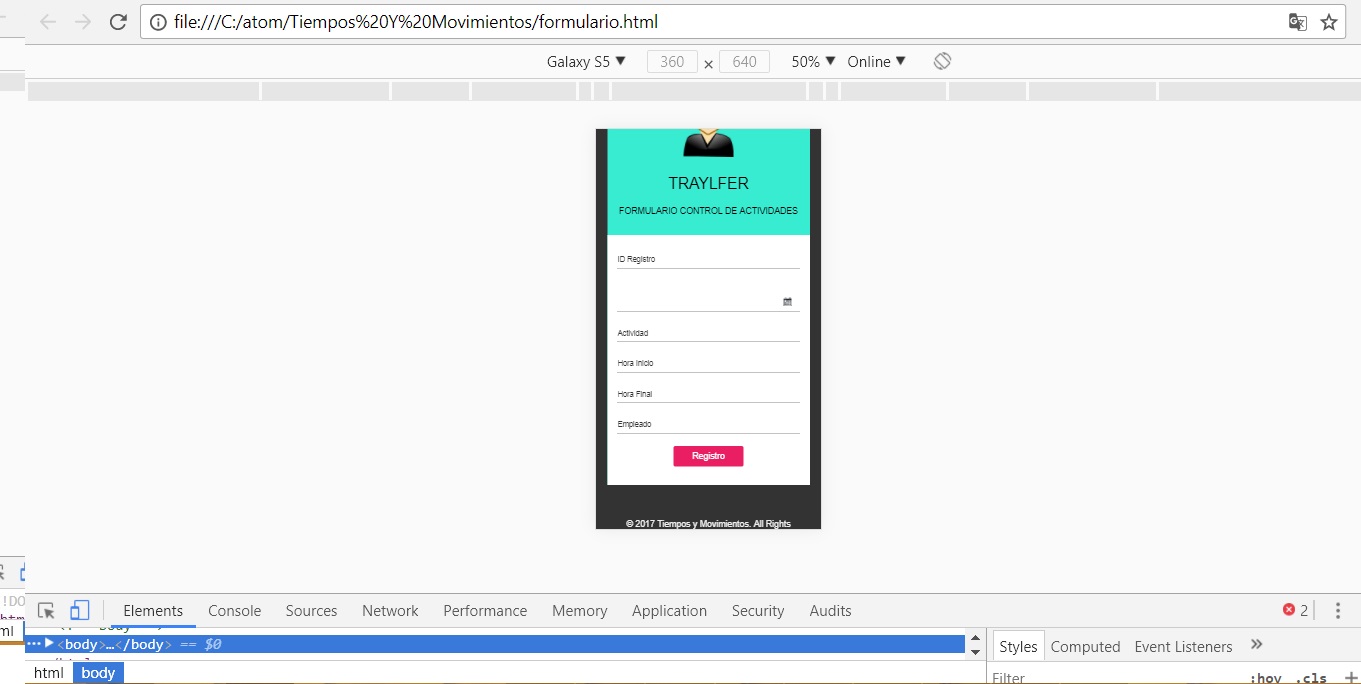 file:///C:/atom/Tiempos%20Y%20Movimientos/formulario.html
Galaxy S5 ▼ 360 × 640 50% ▼ Online ▼
TRAYLFER
FORMULARIO CONTROL DE ACTIVIDADES
ID Registro
Actividad
Hora Inicio
Hora Final
Empleado
Registro
© 2017 Tiempos y Movimientos. All Rights
Elements Console Sources Network Performance Memory Application Security Audits 2
!DO
<body>…</body> == $0
html body
Styles Computed Event Listeners »
Filter :hov .cls +